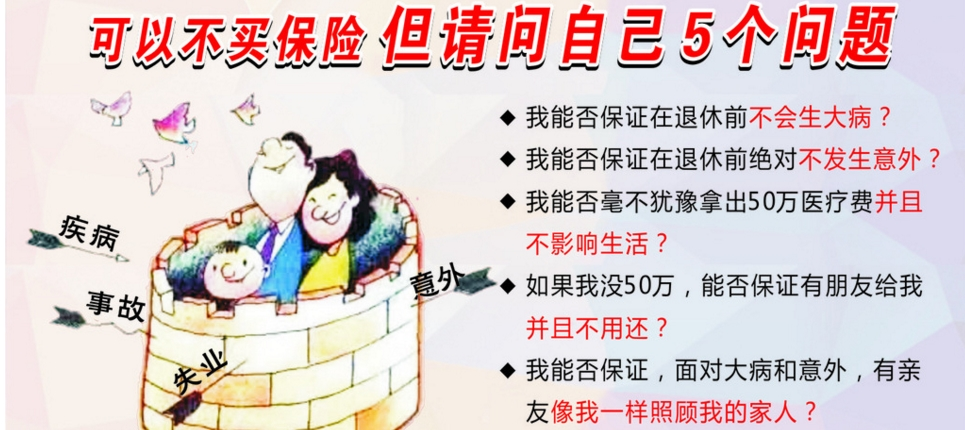 可以不买保险 但请问自己5个问题
◆ 我能否保证在退休前不会生大病？
◆ 我能否保证在退休前绝对不发生意外？
◆ 我能否毫不犹豫拿出50万医疗费并且
不影响生活？
◆ 如果我没50万，能否保证有朋友给我
并且不用还？
◆ 我能否保证，面对大病和意外，有亲
友像我一样照顾我的家人？
疾病
事故
意外
失业